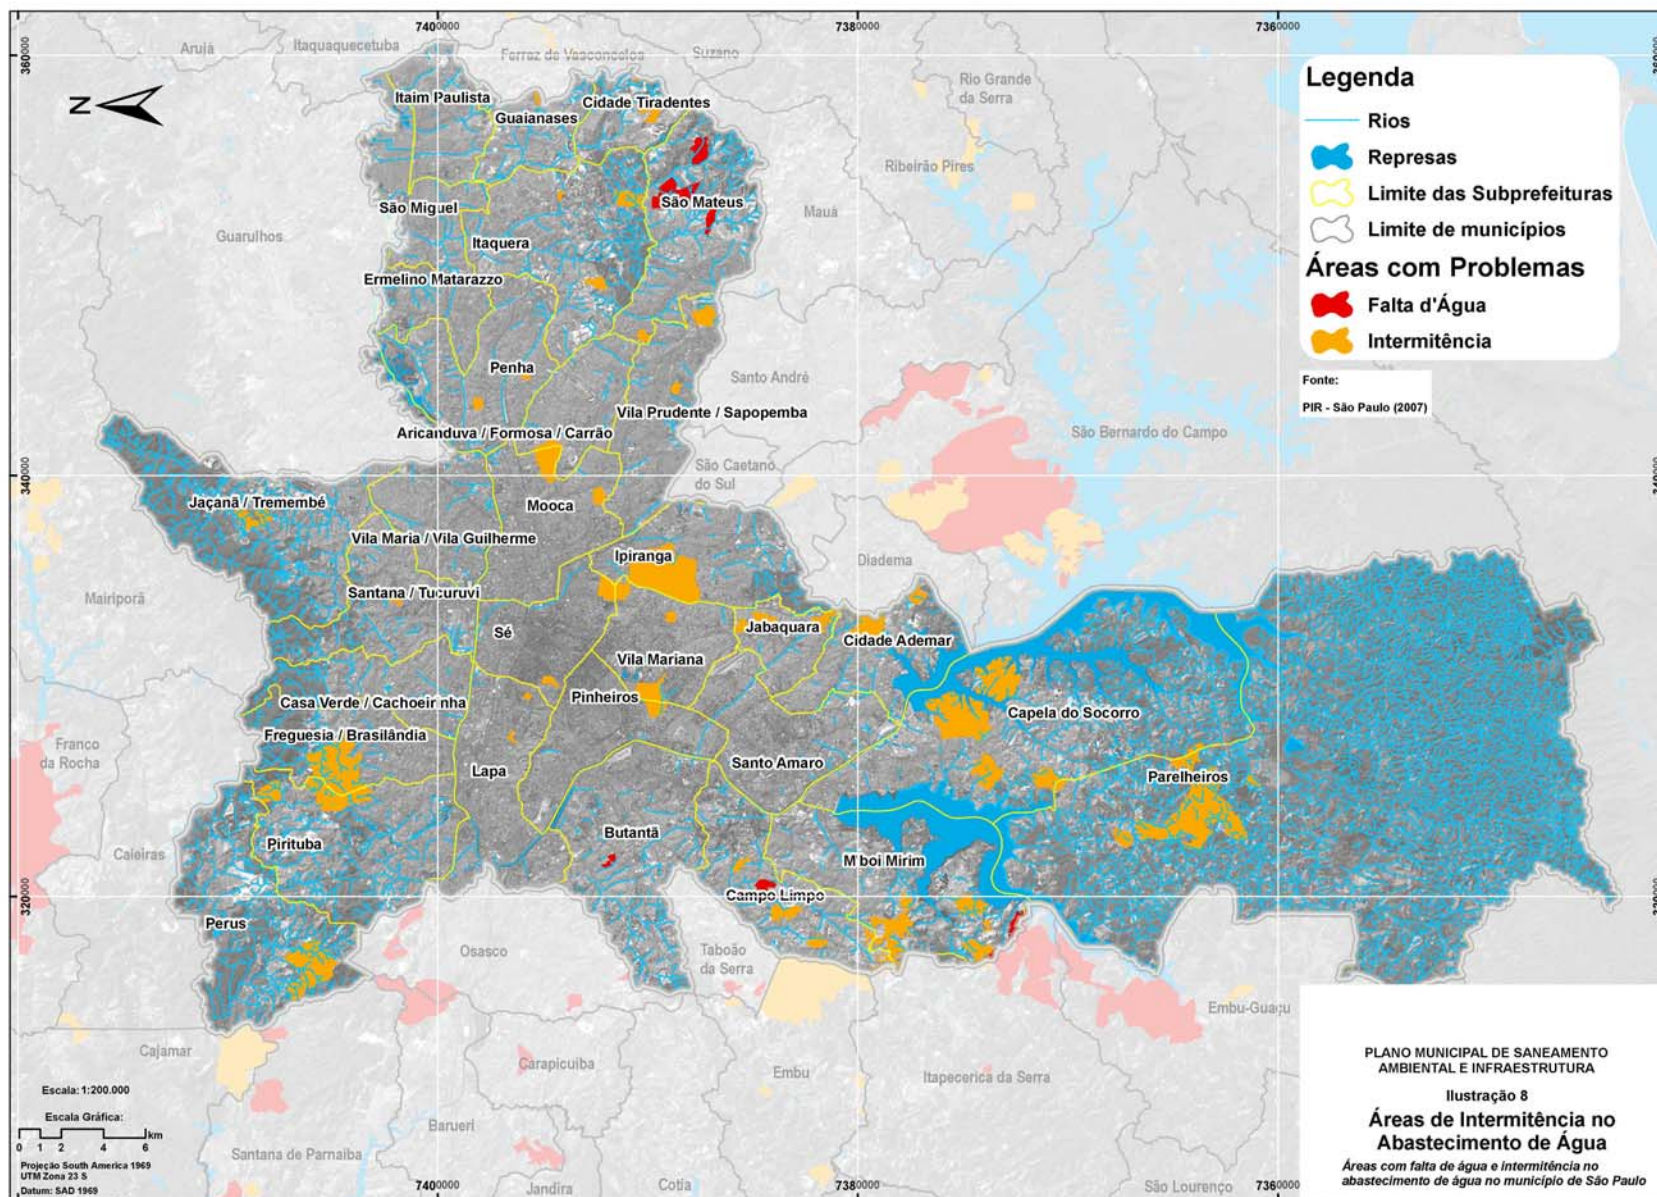 7400000
7380000
7360000
360000
Arujá
Itaquaquecetuba
Ferraz de Vasconcelos
Suzano
Rio Grande
da Serra
Ribeirão Pires
Mauá
Guarulhos
N
Itaim Paulista
Guaianases
Cidade Tiradentes
São Miguel
São Mateus
Itaquera
Ermelino Matarazzo
Penha
Santo André
Vila Prudente / Sapopemba
Aricanduva / Formosa / Carrão
São Bernardo do Campo
São Caetano
do Sul
340000
Jaçanã / Tremembé
Mooca
Vila Maria / Vila Guilherme
Ipiranga
Diadema
Mairiporã
Santana / Tucuruvi
Sé
Jabaquara
Cidade Ademar
Vila Mariana
Pinheiros
Casa Verde / Cachoeirinha
Capela do Socorro
Freguesia / Brasilândia
Franco
da Rocha
Lapa
Santo Amaro
Parelheiros
Butantã
Pirituba
Caieiras
M'boi Mirim
Campo Limpo
320000
Perus
Osasco
Taboão
da Serra
Embu-Guaçu
Cajamar
Carapicuiba
Embu
Itapecerica da Serra
Barueri
Santana de Parnaiba
Jandira
Cotia
São Lourenço
7400000
7380000
7360000
Legenda
Rios
Represas
Limite das Subprefeituras
Limite de municípios
Áreas com Problemas
Falta d'Água
Intermitência
Fonte:
PIR - São Paulo (2007)
Escala: 1:200.000
Escala Gráfica:
0 1 2 4 6 km
Projeção South America 1969
UTM Zona 23 S
Datum: SAD 1969
PLANO MUNICIPAL DE SANEAMENTO
AMBIENTAL E INFRAESTRUTURA
Ilustração 8
Áreas de Intermitência no
Abastecimento de Água
Áreas com falta de água e intermitência no
abastecimento de água no município de São Paulo